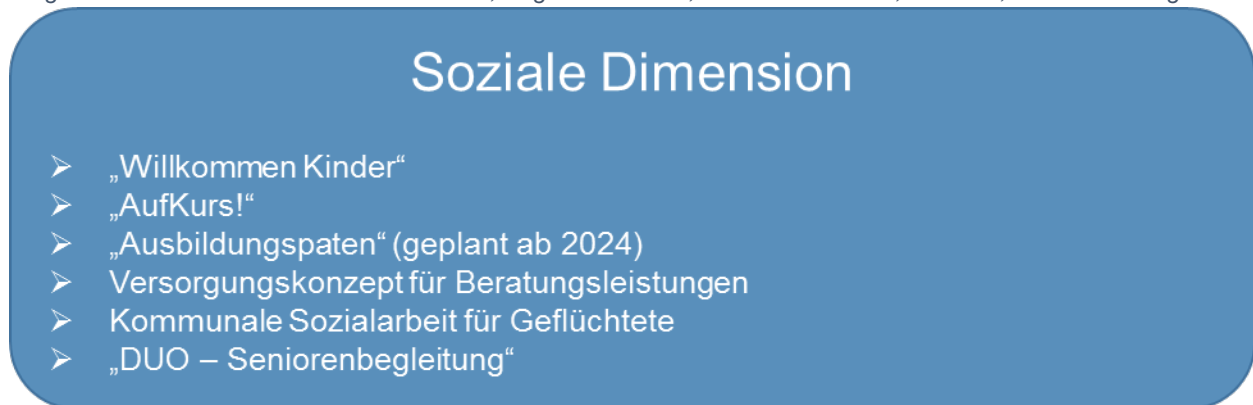 Soziale Dimension
➢ „Willkommen Kinder“
➢ „AufKurs!“
➢ „Ausbildungspaten“ (geplant ab 2024)
➢ Versorgungskonzept für Beratungsleistungen
➢ Kommunale Sozialarbeit für Geflüchtete
➢ „DUO – Seniorenbegleitung“